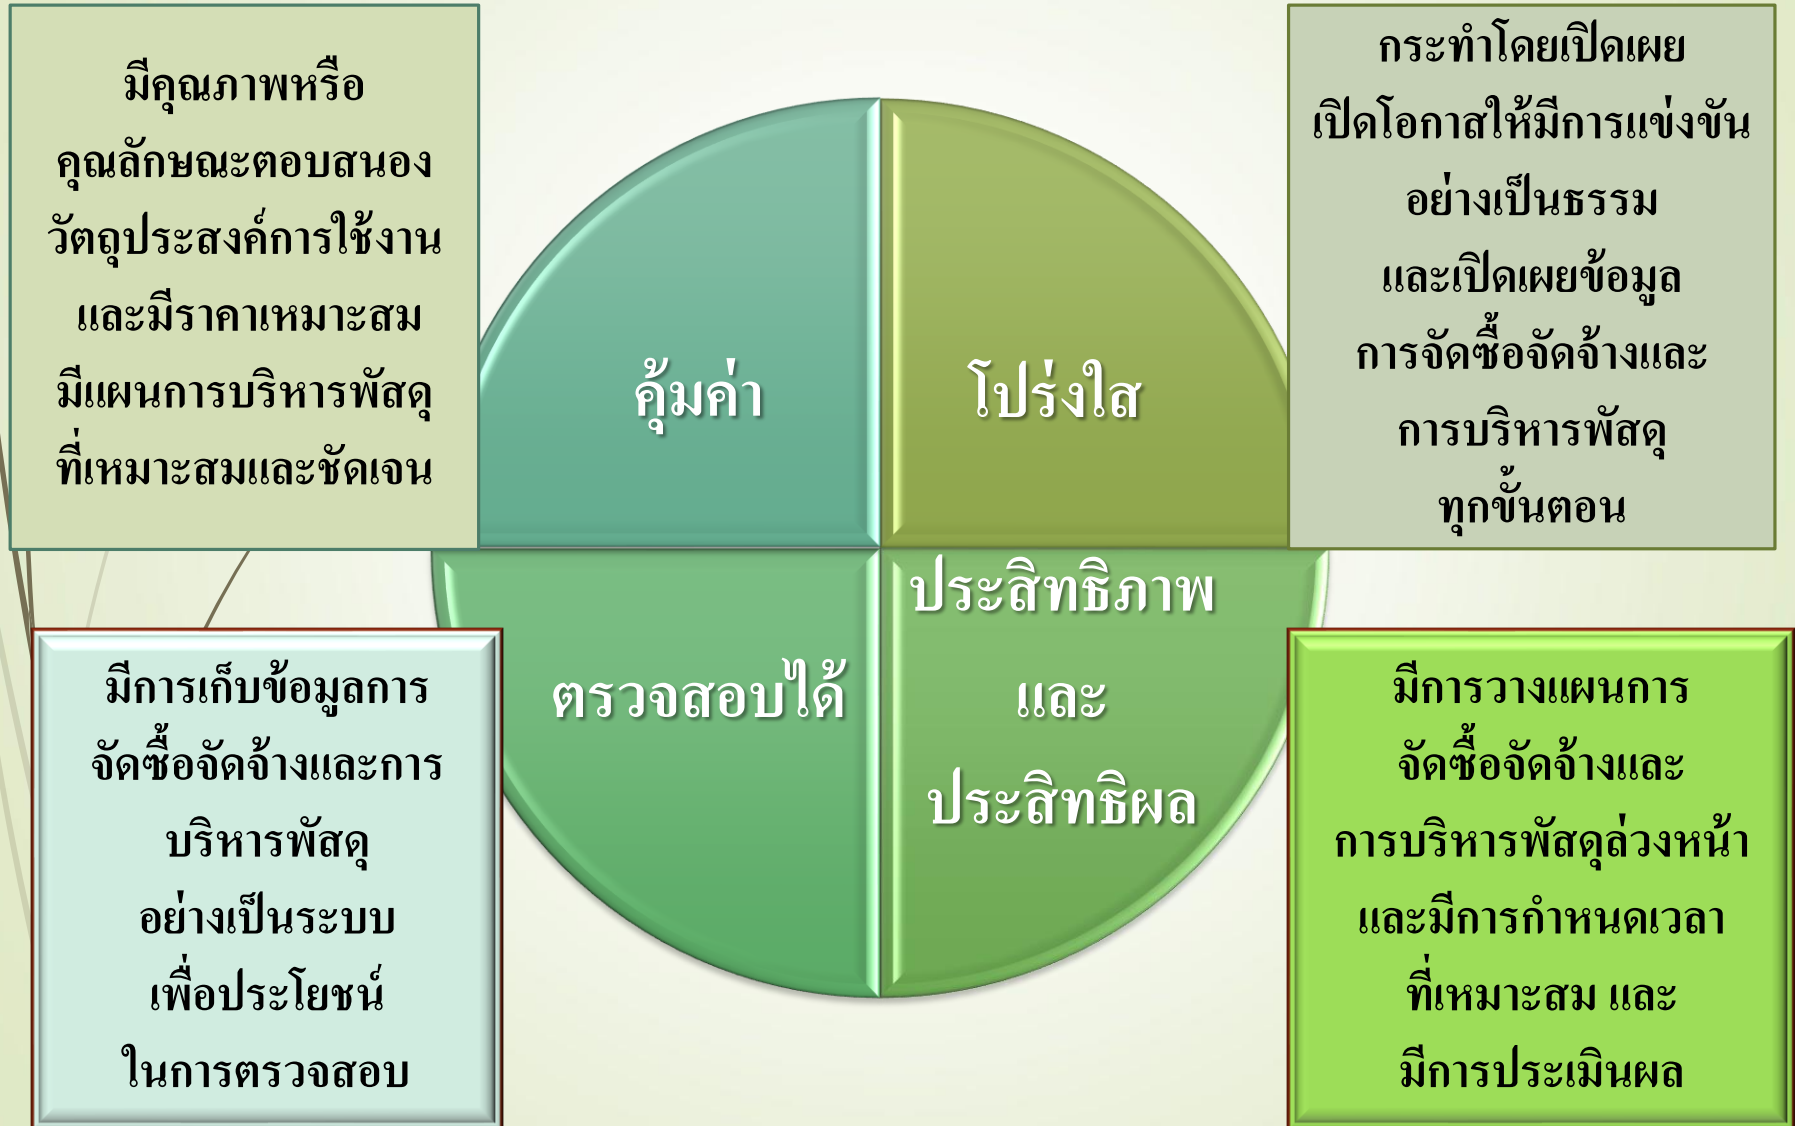 มีคุณภาพหรือ
คุณลักษณะตอบสนอง
วัตถุประสงค์การใช้งาน
และมีราคาเหมาะสม
มีแผนการบริหารพัสดุ
ที่เหมาะสมและชัดเจน
กระทำโดยเปิดเผย
เปิดโอกาสให้มีการแข่งขัน
อย่างเป็นธรรม
และเปิดเผยข้อมูล
การจัดซื้อจัดจ้างและ
การบริหารพัสดุ
ทุกขั้นตอน
คุ้มค่า
โปร่งใส
ตรวจสอบได้
ประสิทธิภาพ
และ
ประสิทธิผล
มีการเก็บข้อมูลการ
จัดซื้อจัดจ้างและการ
บริหารพัสดุ
อย่างเป็นระบบ
เพื่อประโยชน์
ในการตรวจสอบ
มีการวางแผนการ
จัดซื้อจัดจ้างและ
การบริหารพัสดุล่วงหน้า
และมีการกำหนดเวลา
ที่เหมาะสม และ
มีการประเมินผล